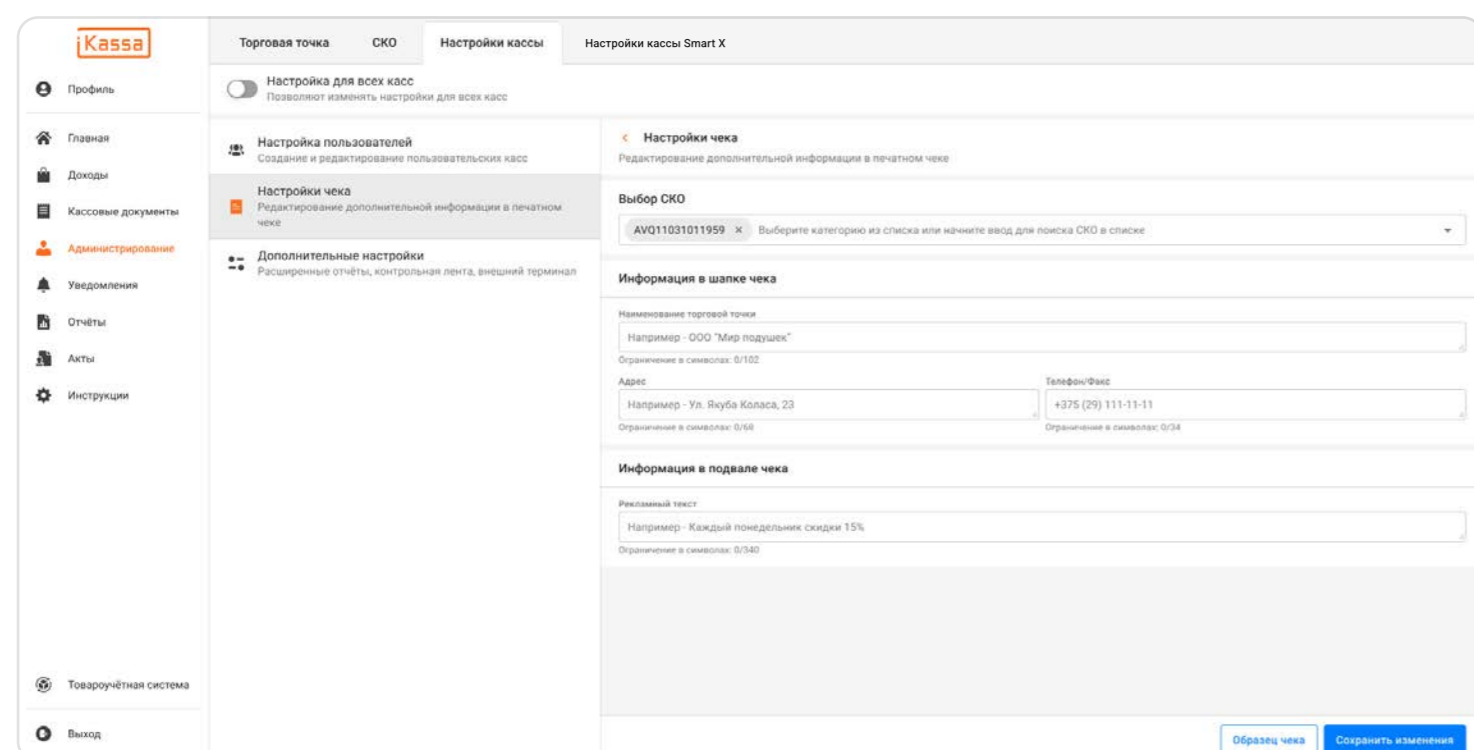 iKassa
Торговая точка СКО Настройки кассы Настройки кассы Smart X
Профиль
Настройка для всех касс
Позволяют изменять настройки для всех касс
Главная
Доходы
Кассовые документы
Администрирование
Уведомления
Отчёты
Акты
Инструкции
Настройка пользователей
Создание и редактирование пользовательских касс
Настройки чека
Редактирование дополнительной информации в печатном
чеке
Дополнительные настройки
Расширенные отчёты, контрольная лента, внешний терминал
< Настройки чека
Редактирование дополнительной информации в печатном чеке
Выбор СКО
AVQ11031011959 × Выберите категорию из списка или начните ввод для поиска СКО в списке
Информация в шапке чека
Наименование торговой точки
Например - ООО "Мир подушек"
Ограничение в символах: 0/102
Адрес Телефон/Факс
Например - Ул. Якуба Коласа, 23 +375 (29) 111-11-11
Ограничение в символах: 0/68 Ограничение в символах: 0/34
Информация в подвале чека
Рекламный текст
Например - Каждый понедельник скидки 15%
Ограничение в символах: 0/340
Товароучётная система
Выход
Образец чека Сохранить изменения